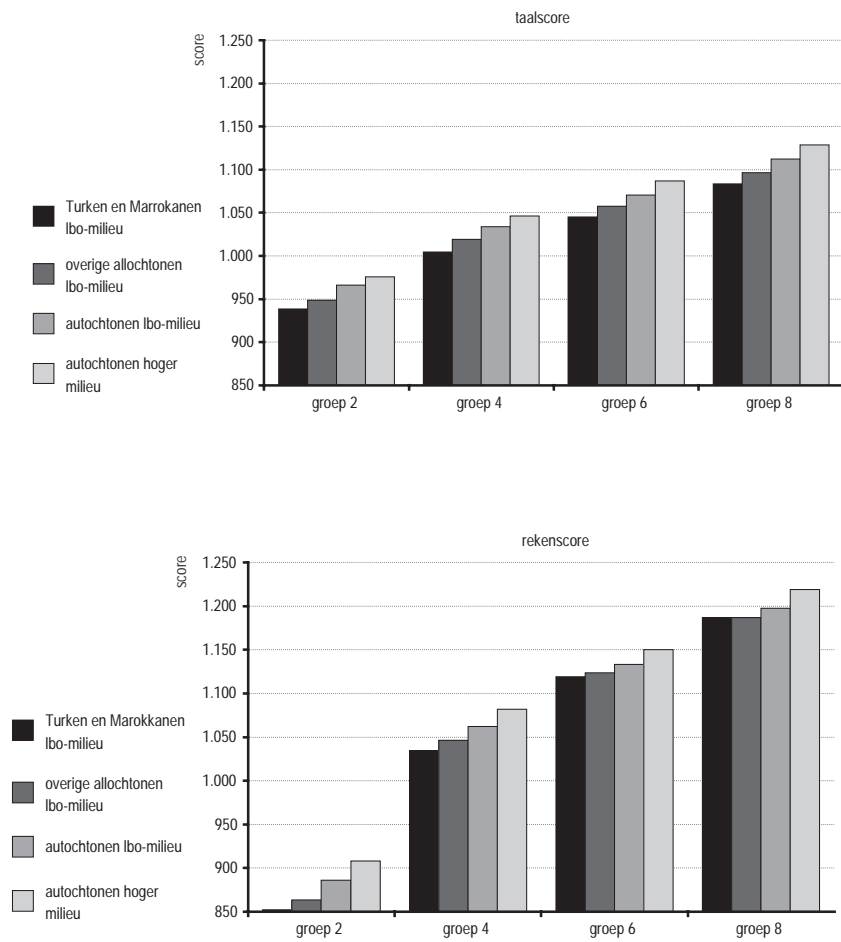 taalscore
score
1.250
1.200
1.150
1.100
1.050
1.000
950
900
850
groep 2
groep 4
groep 6
groep 8
Turken en Marrokanen
lbo-milieu
overige allochtonen
lbo-milieu
autochtonen lbo-milieu
autochtonen hoger
milieu
rekenscore
score
1.250
1.200
1.150
1.100
1.050
1.000
950
900
850
groep 2
groep 4
groep 6
groep 8
Turken en Marokkanen
lbo-milieu
overige allochtonen
lbo-milieu
autochtonen lbo-milieu
autochtonen hoger
milieu